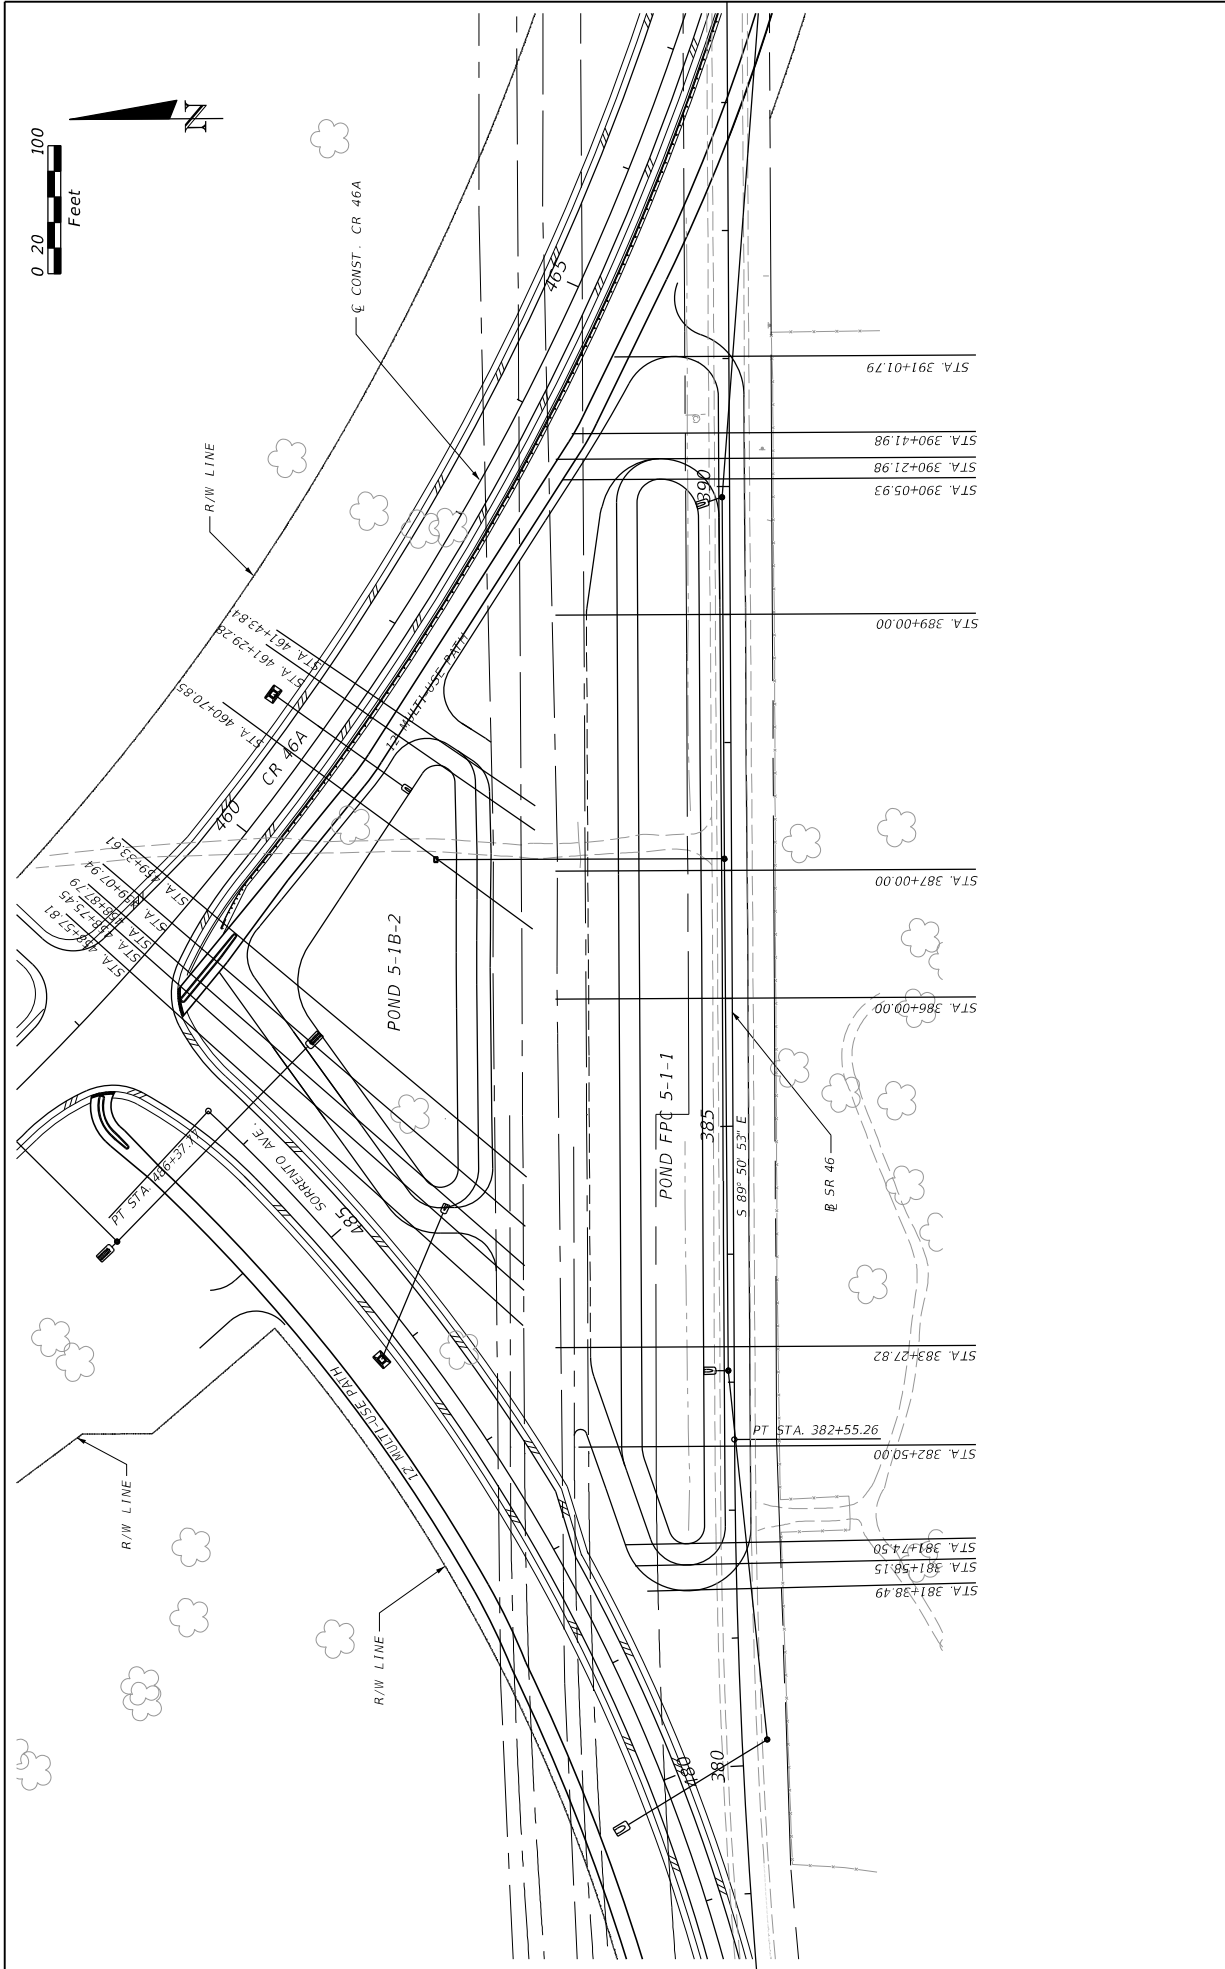 N
0 20 100
Feet
℄ CONST. CR 46A
465
R/W LINE
STA. 391+01.79
STA. 390+41.98
STA. 390+21.98
STA. 390+05.93
390
STA. 389+00.00
STA. 461+43.84
STA. 461+29.28
STA. 460+70.85
12' MULTI-USE PATH
CR 46A
460
STA. 459+33.61
STA. 459+07.94
STA. 458+87.79
STA. 458+75.45
STA. 458+57.81
STA. 387+00.00
POND 5-1B-2
STA. 386+00.00
POND FPC 5-1-1
385
S 89° 50' 53" E
℄ SR 46
PT STA. 486+37.77
SORRENTO AVE.
485
STA. 383+27.82
12' MULTI-USE PATH
PT STA. 382+55.26
STA. 382+50.00
R/W LINE
STA. 381+74.50
STA. 381+58.15
STA. 381+38.49
R/W LINE
480
380